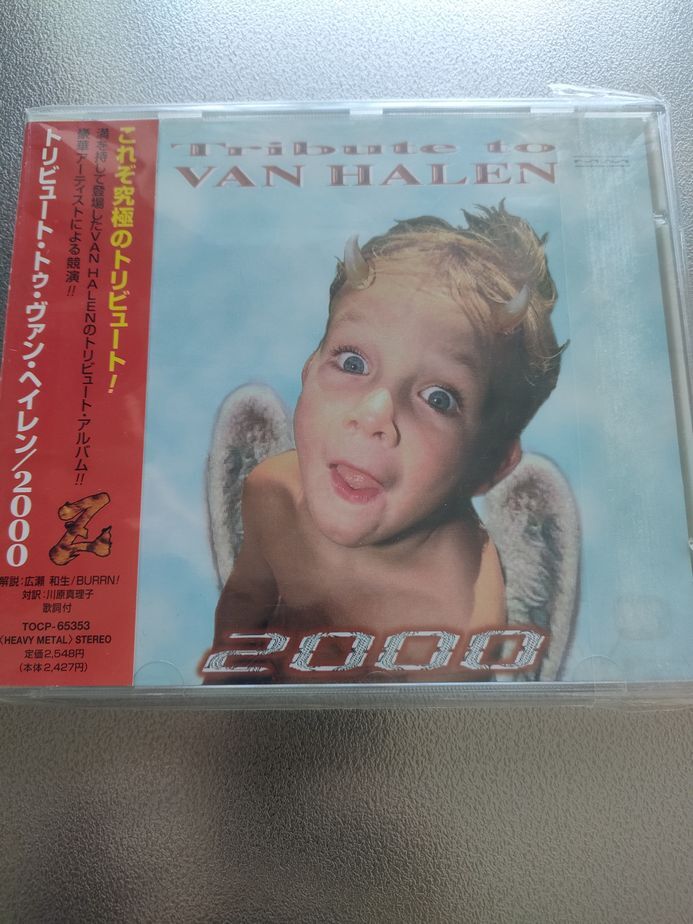 これぞ究極のトリビュート!
満を持して登場したVAN HALENのトリビュート・アルバム!!
豪華アーティストによる競演!!
トリビュート・トゥ・ヴァン・ヘイレン/2000
解説:広瀬 和生/BURRN!
対訳:川原真理子
歌詞付
TOCP-65353
〈HEAVY METAL〉STEREO
定価2,548円
(本体2,427円)
Tribute to
VAN HALEN
2000